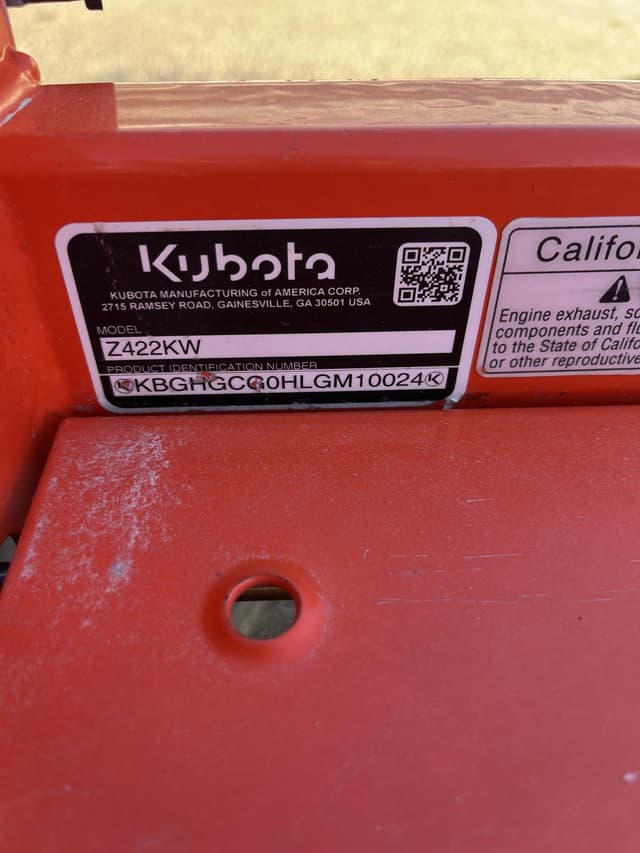 Kubota
KUBOTA MANUFACTURING of AMERICA CORP.
2715 RAMSEY ROAD, GAINESVILLE, GA 30501 USA
MODEL
Z422KW
PRODUCT IDENTIFICATION NUMBER
KBGHGCG0HLGM10024
Califor
Engine exhaust, so
components and fl
to the State of Califo
or other reproductive